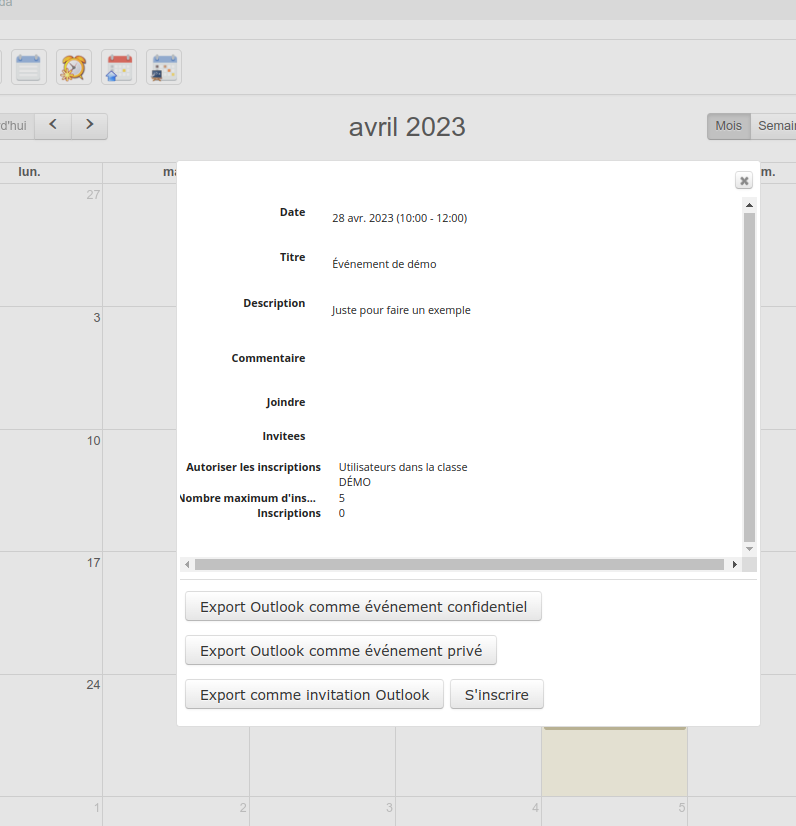 avril 2023
Mois
lun.
27
Date
28 avr. 2023 (10:00 - 12:00)
Titre
Événement de démo
Description
Juste pour faire un exemple
3
Commentaire
Joindre
Invitees
10
Autoriser les inscriptions
Utilisateurs dans la classe
DÉMO
Nombre maximum d'ins...
5
Inscriptions
0
17
Export Outlook comme événement confidentiel
Export Outlook comme événement privé
24
Export comme invitation Outlook
S'inscrire
1
2
3
4
5